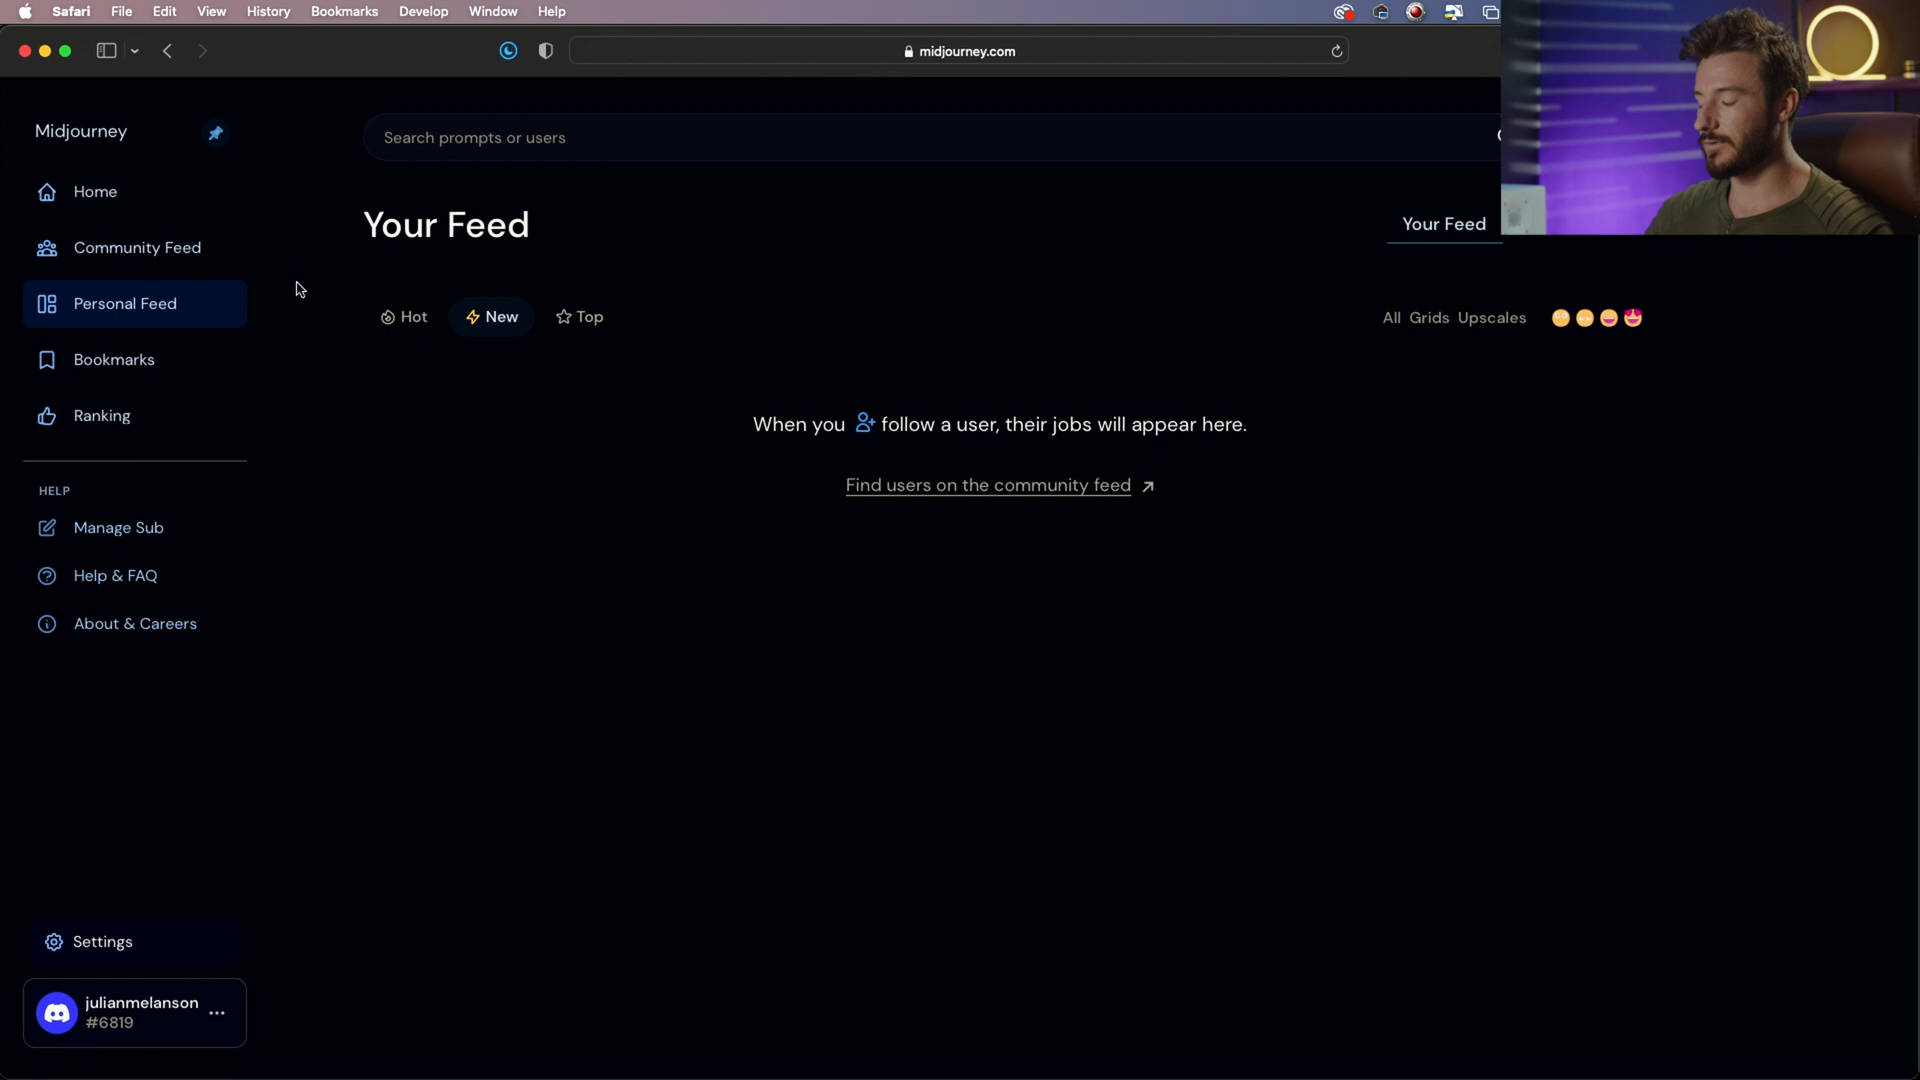 Safari File Edit View History Bookmarks Develop Window Help
midjourney.com
Midjourney
Search prompts or users
Home
Your Feed
Your Feed
Community Feed
Personal Feed
Hot New Top
All Grids Upscales
Bookmarks
Ranking
When you follow a user, their jobs will appear here.
Find users on the community feed
HELP
Manage Sub
Help & FAQ
About & Careers
Settings
julianmelanson
#6819